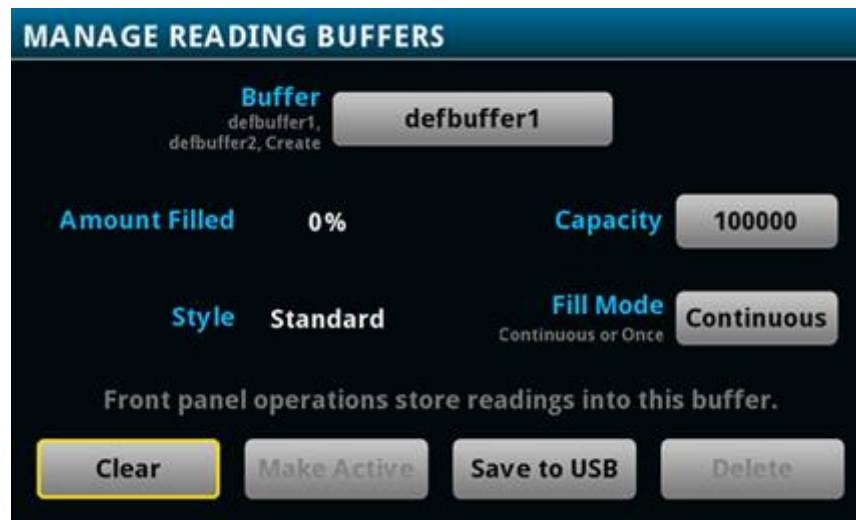 MANAGE READING BUFFERS
Buffer
defbuffer1,
defbuffer2, Create
defbuffer1
Amount Filled 0% Capacity 100000
Style Standard Fill Mode Continuous
Continuous or Once
Front panel operations store readings into this buffer.
Clear Make Active Save to USB Delete